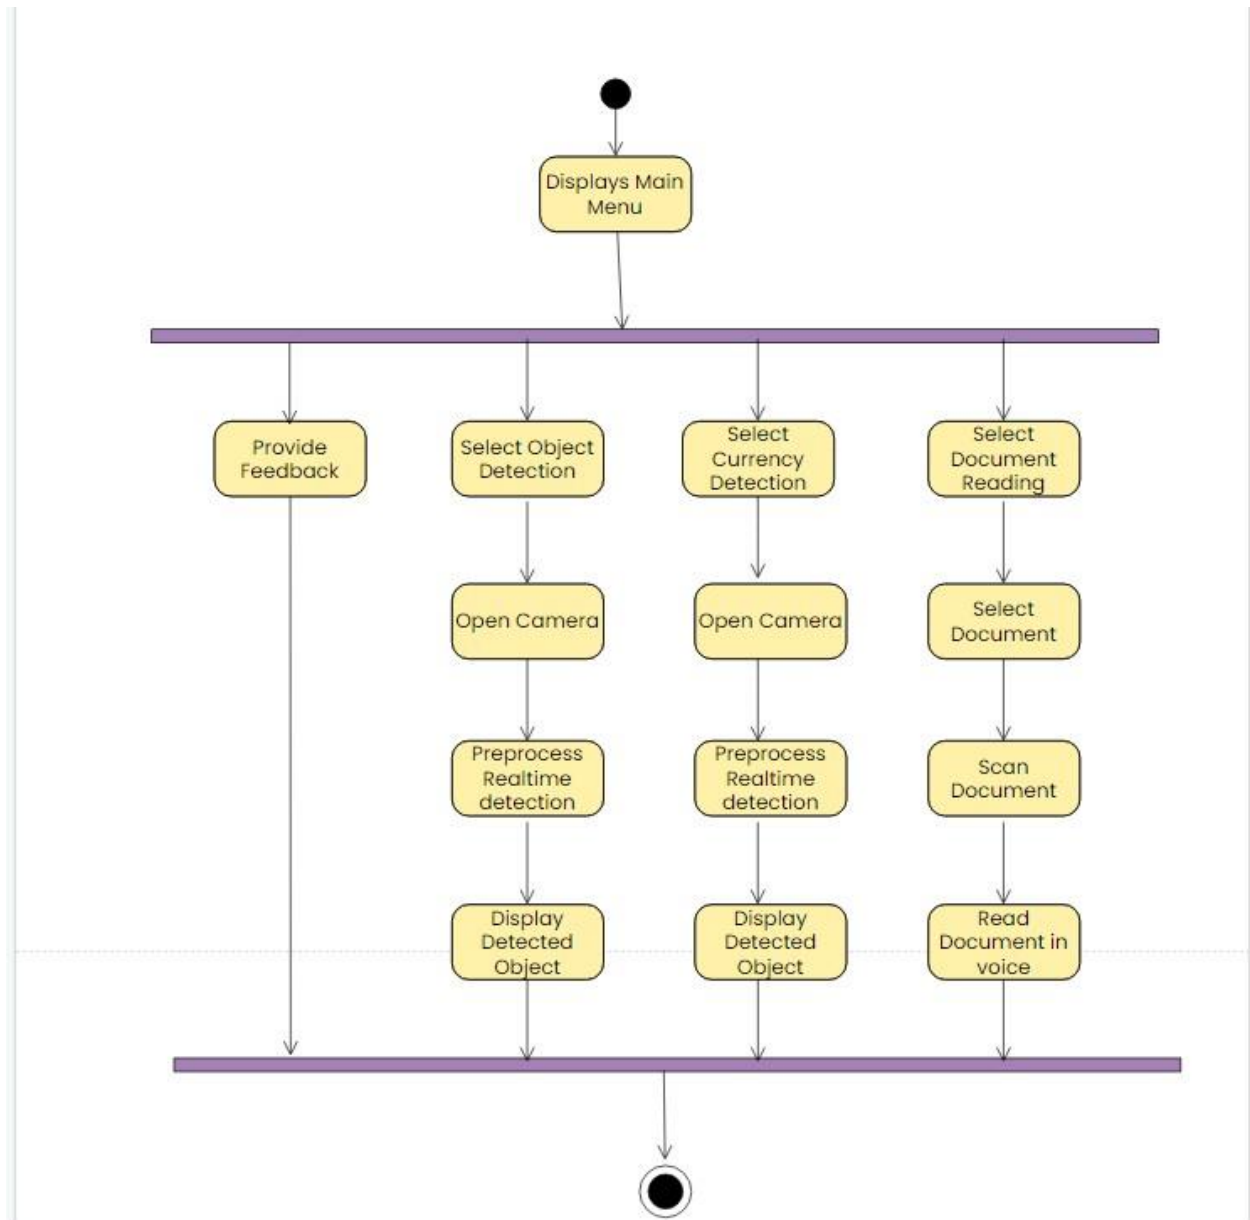 Displays Main
Menu
Provide
Feedback
Select Object
Detection
Select
Currency
Detection
Select
Document
Reading
Open Camera
Open Camera
Select
Document
Preprocess
Realtime
detection
Preprocess
Realtime
detection
Scan
Document
Display
Detected
Object
Display
Detected
Object
Read
Document in
voice